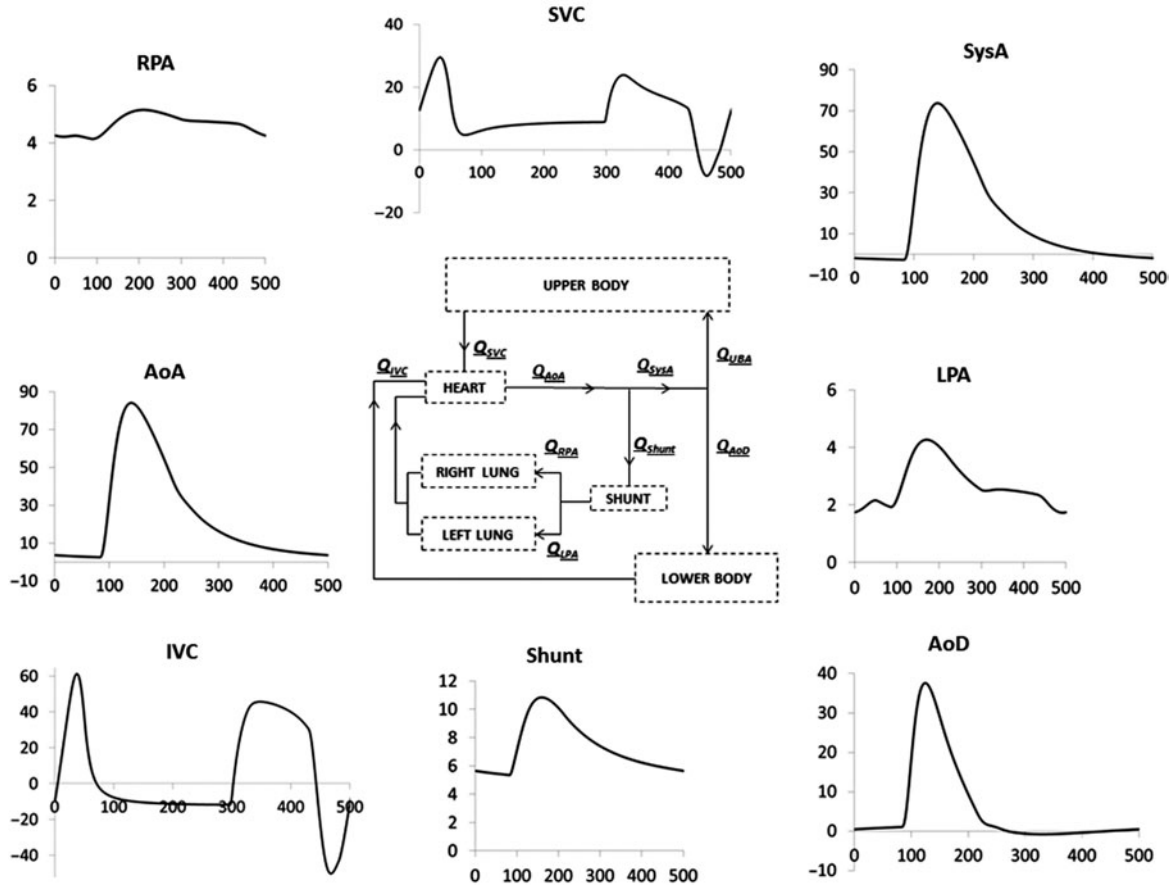 RPA
6
4
2
0
0 100 200 300 400 500
SVC
40
20
0
−20
0 100 200 300 400 500
SysA
90
70
50
30
10
−10
0 100 200 300 400 500
AoA
90
70
50
30
10
−10
0 100 200 300 400 500
UPPER BODY
Q_SVC
Q_IVC
Q_AoA
Q_SysA
Q_UBA
HEART
Q_RPA
Q_Shunt
Q_AoD
RIGHT LUNG
SHUNT
LEFT LUNG
Q_LPA
LOWER BODY
LPA
6
4
2
0
0 100 200 300 400 500
IVC
60
40
20
0
−20
−40
0 100 200 300 400 500
Shunt
12
10
8
6
4
2
0
0 100 200 300 400 500
AoD
40
30
20
10
0
−10
0 100 200 300 400 500